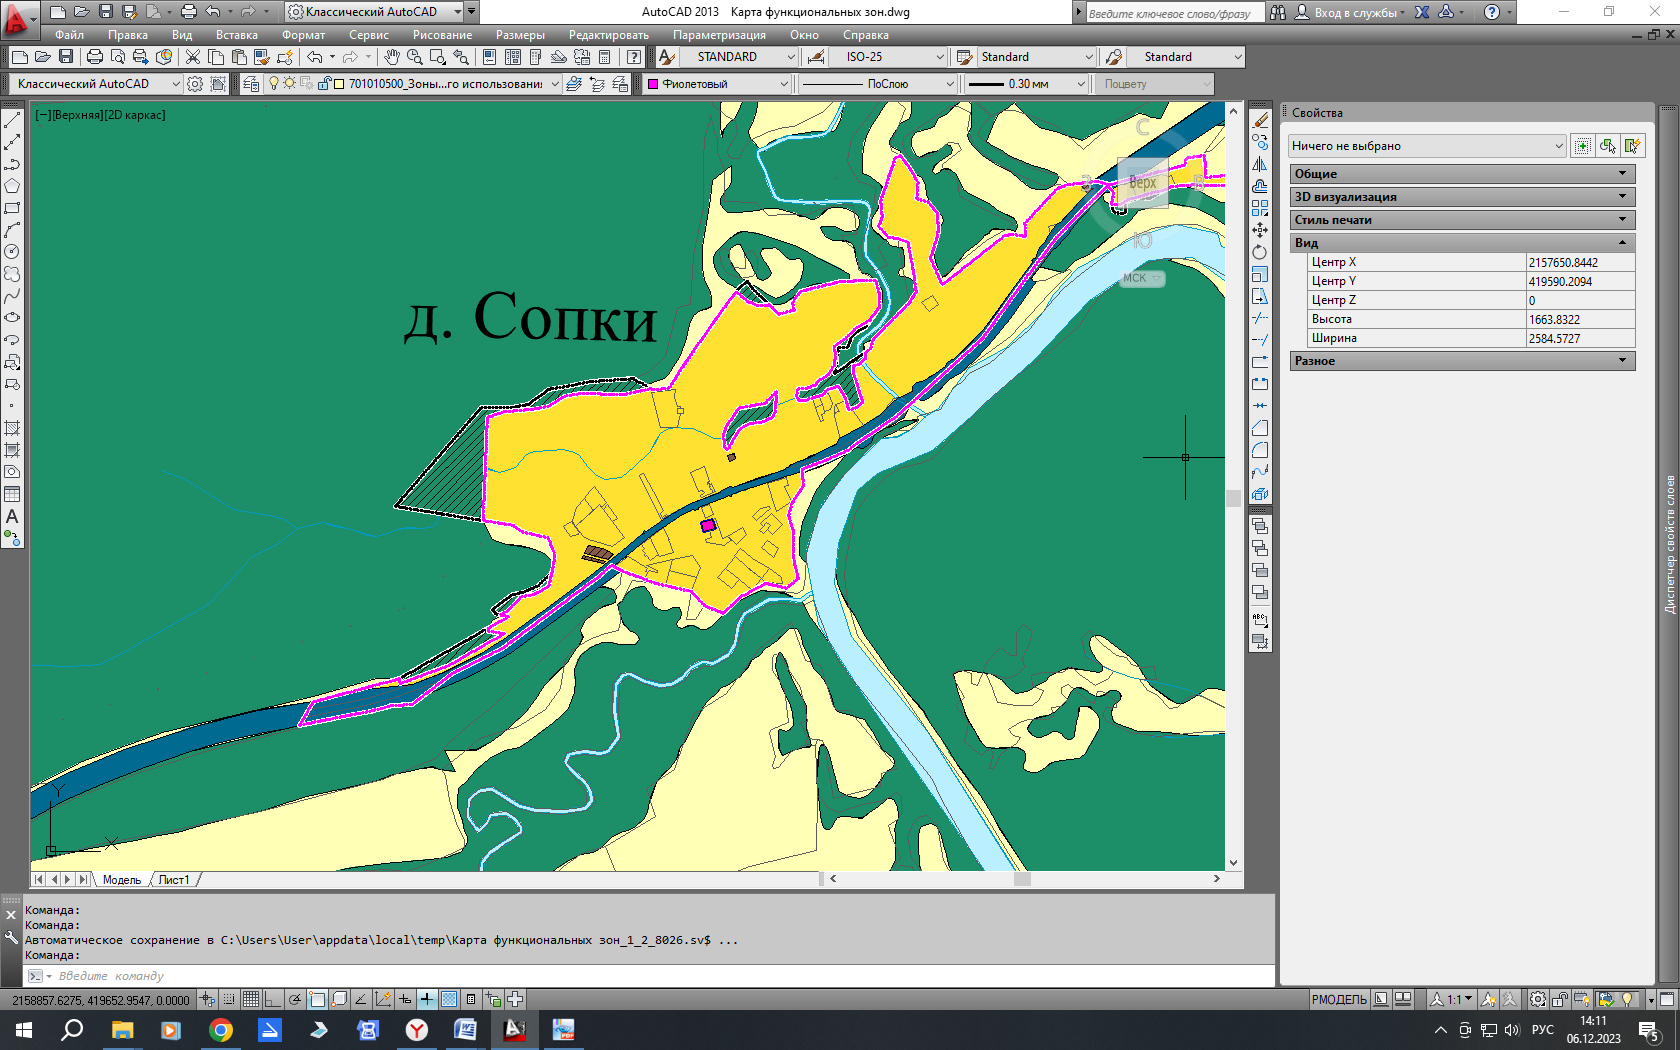 Классический AutoCAD
AutoCAD 2013
Карта функциональных зон.dwg
Введите ключевое слово/фразу
Вход в службы
Файл
Правка
Вид
Вставка
Формат
Сервис
Рисование
Размеры
Редактировать
Параметризация
Окно
Справка
STANDARD
ISO-25
Standard
Standard
Классический AutoCAD
701010500_Зоны...го использования
Фиолетовый
ПоСлою
0.30 мм
Поцвету
[−][Верхняя][2D каркас]
С
З
Верх
В
Ю
МСК
д. Сопки
Y
X
Модель
Лист1
Свойства
Ничего не выбрано
Общие
3D визуализация
Стиль печати
Вид
Центр X 2157650.8442
Центр Y 419590.2094
Центр Z 0
Высота 1663.8322
Ширина 2584.5727
Разное
Диспетчер свойств слоев
Команда:
Команда:
Автоматическое сохранение в C:\Users\User\appdata\local\temp\Карта функциональных зон_1_2_8026.sv$ ...
Команда:
Введите команду
2158857.6275, 419652.9547, 0.0000
РМОДЕЛЬ
1:1
РУС
14:11
06.12.2023
5